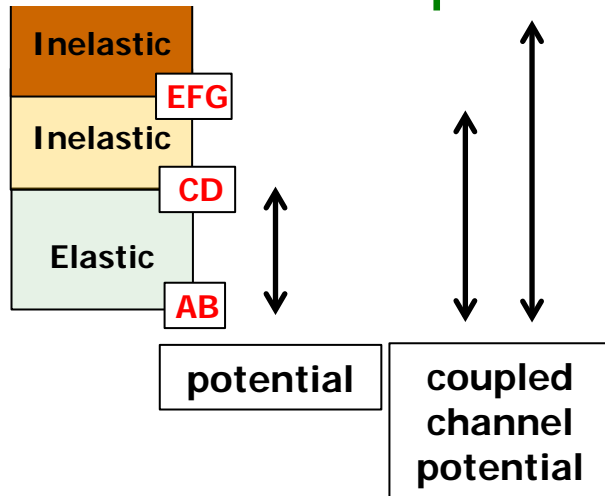 Inelastic
EFG
Inelastic
CD
Elastic
AB
potential
coupled
channel
potential